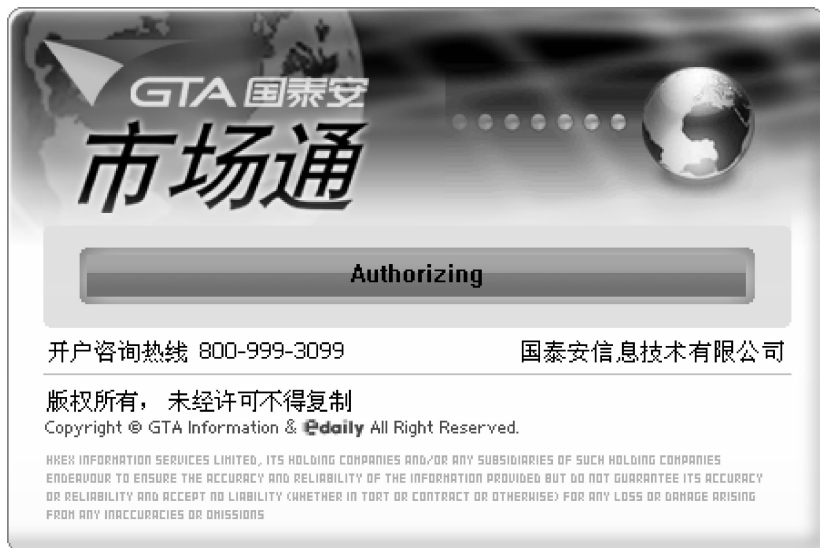 GTA 国泰安
市场通
Authorizing
开户咨询热线 800-999-3099 国泰安信息技术有限公司
版权所有， 未经许可不得复制
Copyright © GTA Information & edaily All Right Reserved.
HKEX INFORMATION SERVICES LIMITED, ITS HOLDING COMPANIES AND/OR ANY SUBSIDIARIES OF SUCH HOLDING COMPANIES
ENDEAVOUR TO ENSURE THE ACCURACY AND RELIABILITY OF THE INFORMATION PROVIDED BUT DO NOT GUARANTEE ITS ACCURACY
OR RELIABILITY AND ACCEPT NO LIABILITY (WHETHER IN TORT OR CONTRACT OR OTHERWISE) FOR ANY LOSS OR DAMAGE ARISING
FROM ANY INACCURACIES OR OMISSIONS